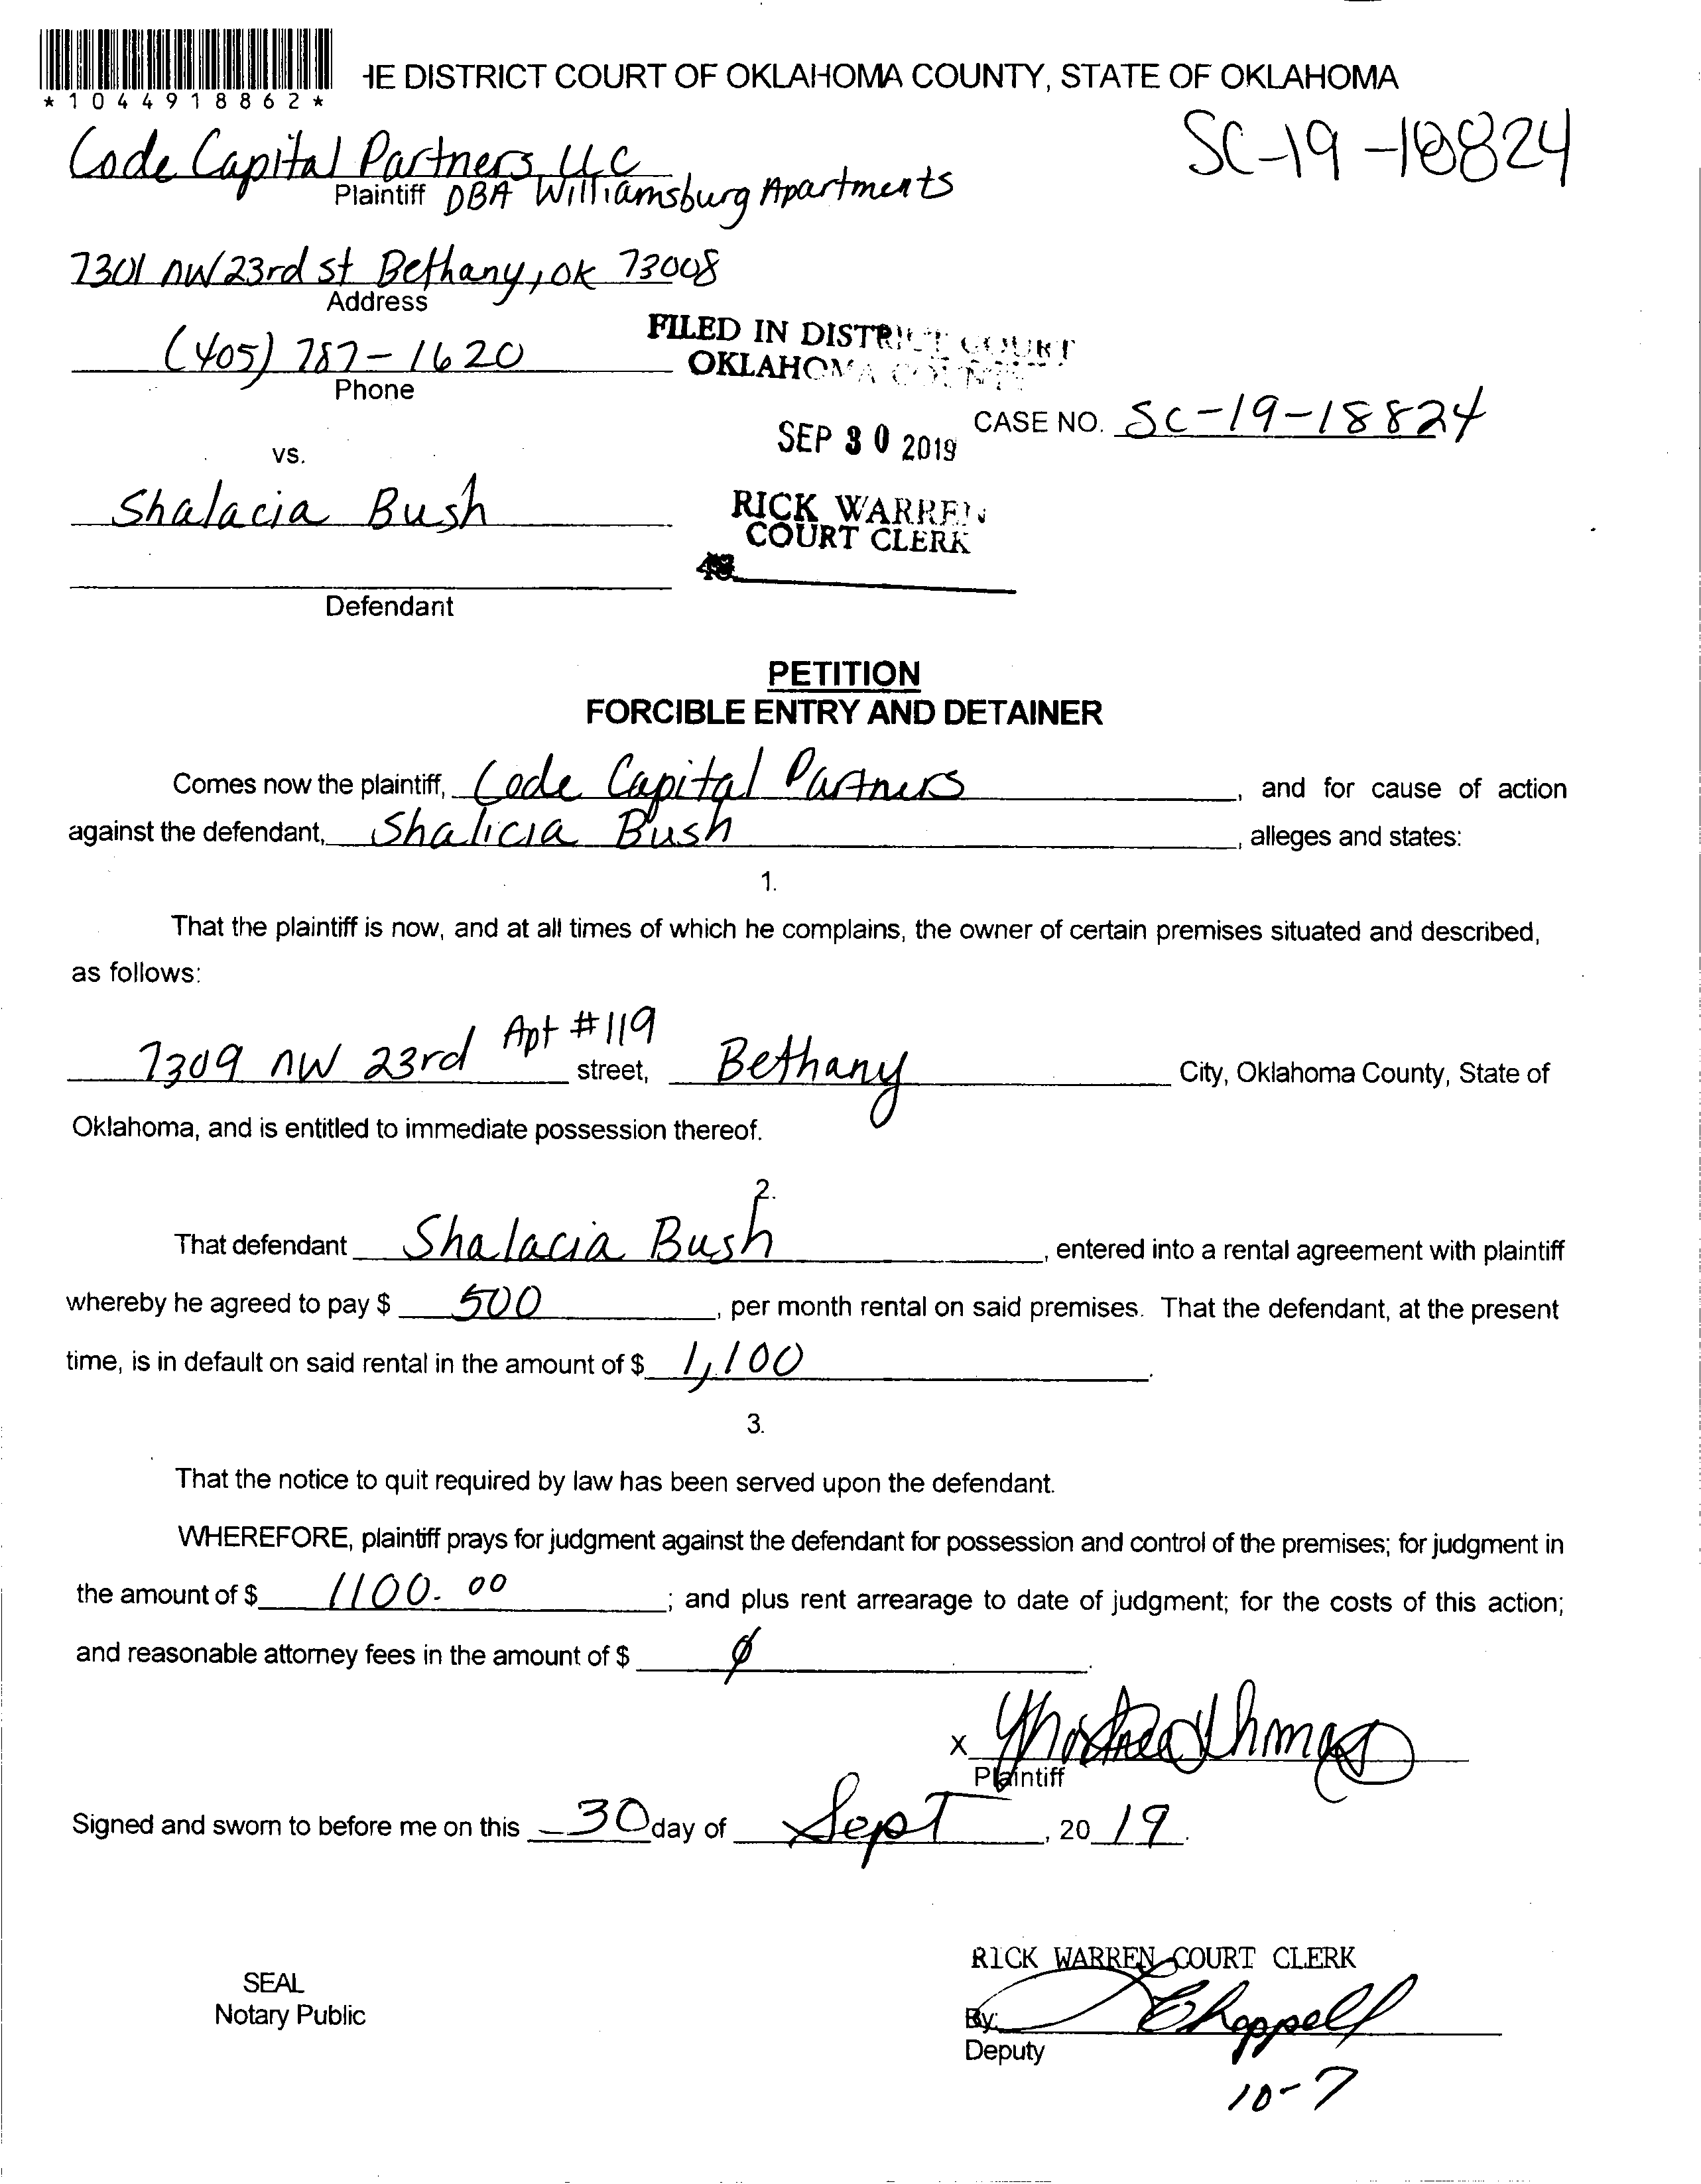 *1044918862*
HE DISTRICT COURT OF OKLAHOMA COUNTY, STATE OF OKLAHOMA
SC-19-18824
Code Capital Partners, LLC
Plaintiff DBA Williamsburg Apartments
7301 NW 23rd st Bethany, OK 73008
Address
(405) 787-1620
Phone
FILED IN DISTRICT COURT
OKLAHOMA COUNTY
SEP 30 2019
CASE NO. SC-19-18824
vs.
Shalacia Bush
RICK WARREN
COURT CLERK
Defendant
PETITION
FORCIBLE ENTRY AND DETAINER
Comes now the plaintiff, Code Capital Partners, and for cause of action
against the defendant, Shalicia Bush, alleges and states:
1.
That the plaintiff is now, and at all times of which he complains, the owner of certain premises situated and described,
as follows:
7309 NW 23rd Apt #119 street, Bethany City, Oklahoma County, State of
Oklahoma, and is entitled to immediate possession thereof.
2.
That defendant Shalacia Bush, entered into a rental agreement with plaintiff
whereby he agreed to pay $ 500, per month rental on said premises. That the defendant, at the present
time, is in default on said rental in the amount of $ 1,100.
3.
That the notice to quit required by law has been served upon the defendant.
WHEREFORE, plaintiff prays for judgment against the defendant for possession and control of the premises; for judgment in
the amount of $ 1100.00; and plus rent arrearage to date of judgment; for the costs of this action;
and reasonable attorney fees in the amount of $ ∅.
X
Plaintiff
Signed and sworn to before me on this 30 day of Sept, 2019.
RICK WARREN COURT CLERK
SEAL
Notary Public
By: Chappell
Deputy
10-7